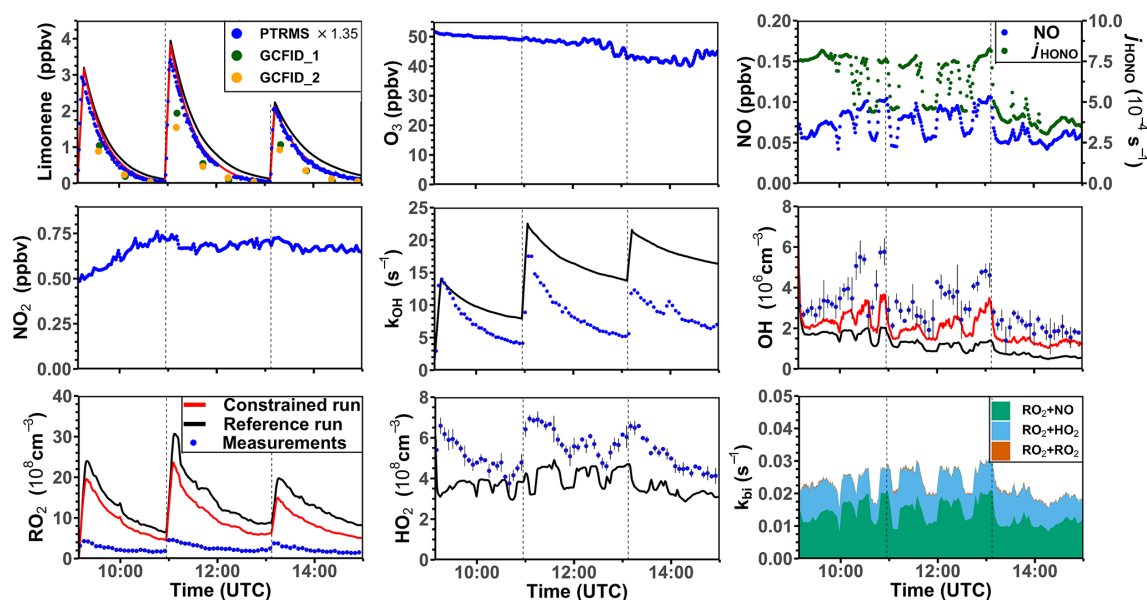 Limonene (ppbv)
4
3
2
1
0
PTRMS × 1.35
GCFID_1
GCFID_2
O3 (ppbv)
50
40
30
20
10
0
NO (ppbv)
0.20
0.15
0.10
0.05
0.00
NO
jHONO
10.0
7.5
5.0
2.5
0.0
jHONO (10−4 s−1)
NO2 (ppbv)
0.75
0.50
0.25
0.00
kOH (s−1)
25
20
15
10
5
0
OH (106cm−3)
8
6
4
2
0
RO2 (108cm−3)
40
30
20
10
0
Constrained run
Reference run
Measurements
10:00 12:00 14:00
Time (UTC)
HO2 (108cm−3)
8
6
4
2
0
10:00 12:00 14:00
Time (UTC)
kbi (s−1)
0.05
0.04
0.03
0.02
0.01
0.00
RO2+NO
RO2+HO2
RO2+RO2
10:00 12:00 14:00
Time (UTC)